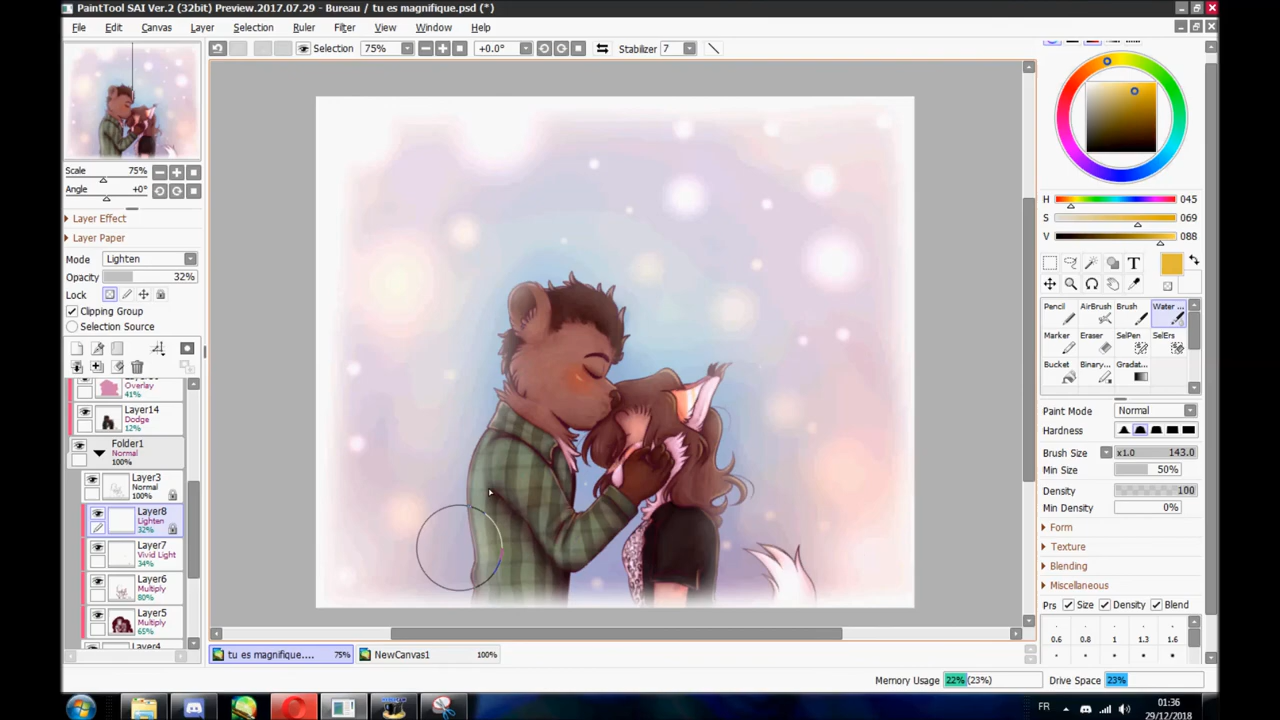 PaintTool SAI Ver.2 (32bit) Preview.2017.07.29 - Bureau / tu es magnifique.psd (*)
File Edit Canvas Layer Selection Ruler Filter View Window Help
Selection 75% +0.0° Stabilizer 7
Scale 75%
Angle +0°
Layer Effect
Layer Paper
Mode Lighten
Opacity 32%
Lock
Clipping Group
Selection Source
Overlay
41%
Layer14
Dodge
12%
Folder1
Normal
100%
Layer3
Normal
100%
Layer8
Lighten
32%
Layer7
Vivid Light
24%
Layer6
Multiply
80%
Layer5
Multiply
65%
Layer4
H 045
S 069
V 088
T
Pencil AirBrush Brush Water ...
Marker Eraser SelPen SelErs
Bucket Binary... Gradat...
Paint Mode Normal
Hardness
Brush Size x1.0 143.0
Min Size 50%
Density 100
Min Density 0%
Form
Texture
Blending
Miscellaneous
Prs Size Density Blend
0.6 0.8 1 1.3 1.6
tu es magnifique.... 75% NewCanvas1 100%
Memory Usage 22% (23%) Drive Space 23%
FR 01:36
29/12/2018